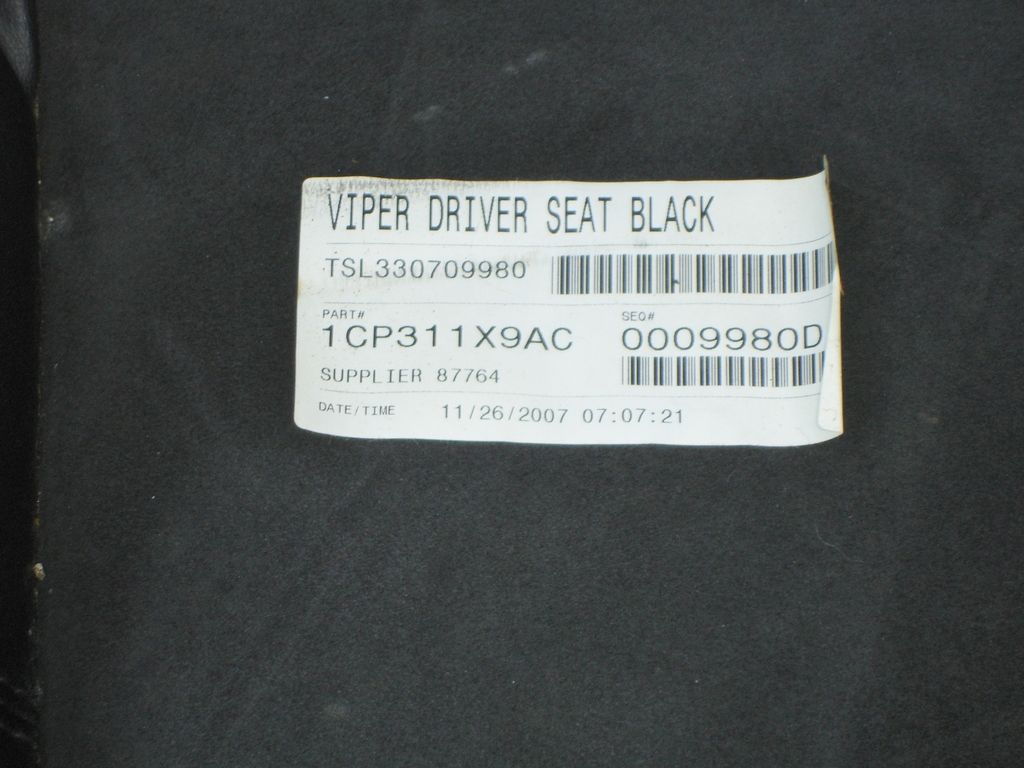 VIPER DRIVER SEAT BLACK
TSL330709980
PART# SEQ#
1CP311X9AC 0009980D
SUPPLIER 87764
DATE/TIME 11/26/2007 07:07:21